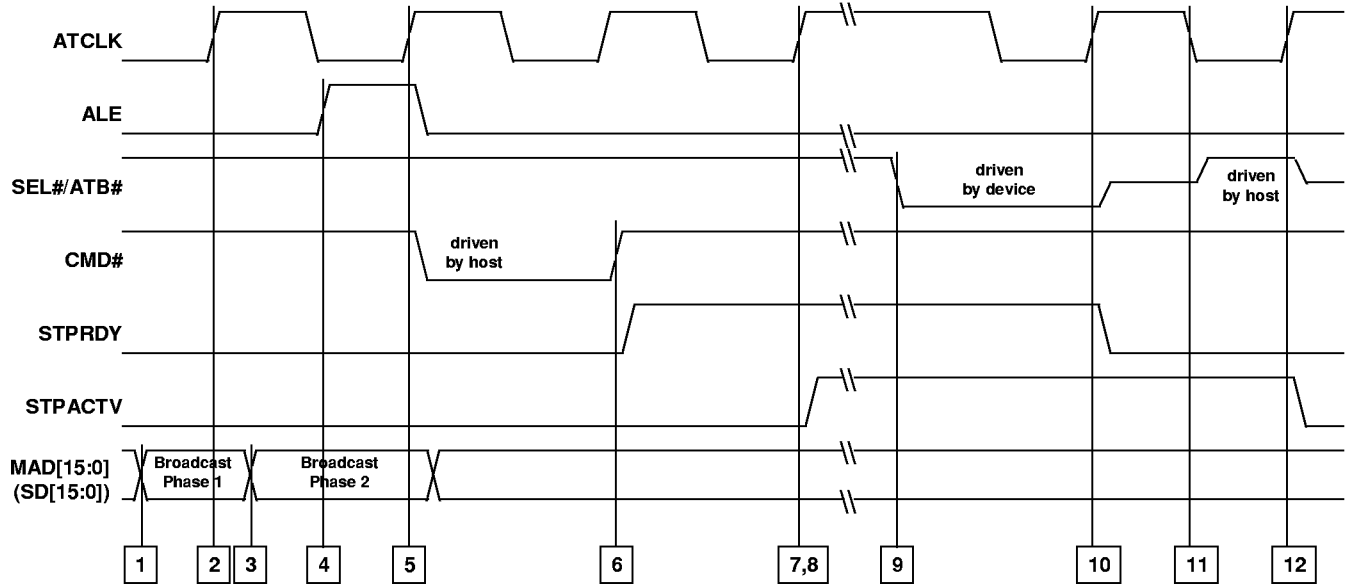 ATCLK
ALE
SEL#/ATB#
driven
by device
driven
by host
CMD#
driven
by host
STPRDY
STPACTV
MAD[15:0]
(SD[15:0])
Broadcast
Phase 1
Broadcast
Phase 2
1 2 3 4 5 6 7,8 9 10 11 12